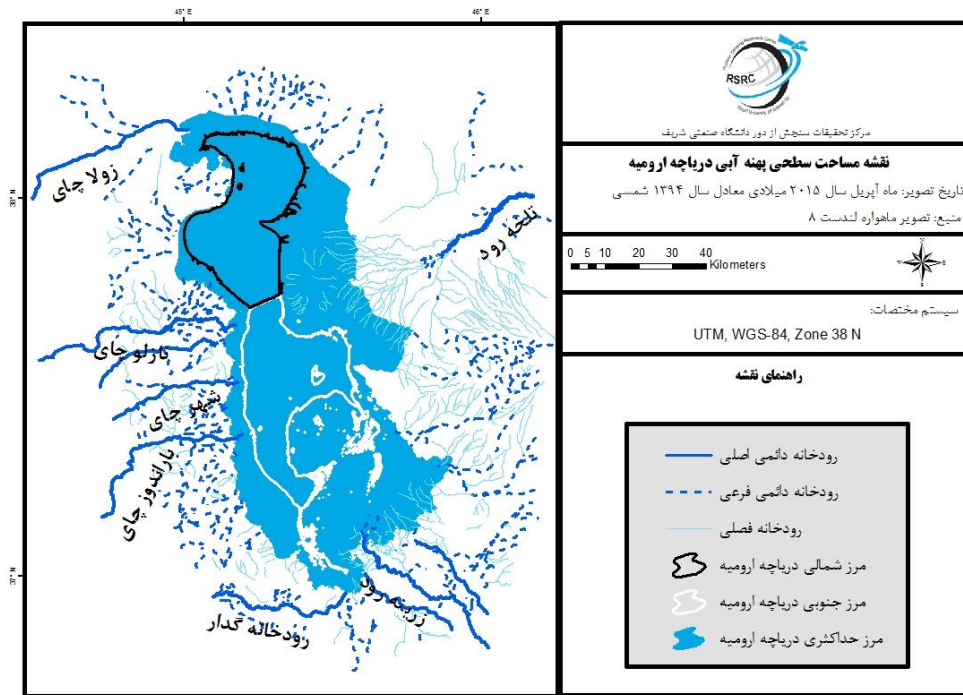 45° E
46° E
38° N
37° N
زولا چای
تلخه رود
نازلو چای
شهر چای
باراندوز چای
زرینه رود
رودخانه گدار
RSRC
مرکز تحقیقات سنجش از دور دانشگاه صنعتی شریف
نقشه مساحت سطحی پهنه آبی دریاچه ارومیه
تاریخ تصویر: ماه آپریل سال ۲۰۱۵ میلادی معادل سال ۱۳۹۴ شمسی
منبع: تصویر ماهواره لندست ۸
0 5 10 20 30 40
Kilometers
سیستم مختصات:
UTM, WGS-84, Zone 38 N
راهنمای نقشه
رودخانه دائمی اصلی
رودخانه دائمی فرعی
رودخانه فصلی
مرز شمالی دریاچه ارومیه
مرز جنوبی دریاچه ارومیه
مرز حداکثری دریاچه ارومیه